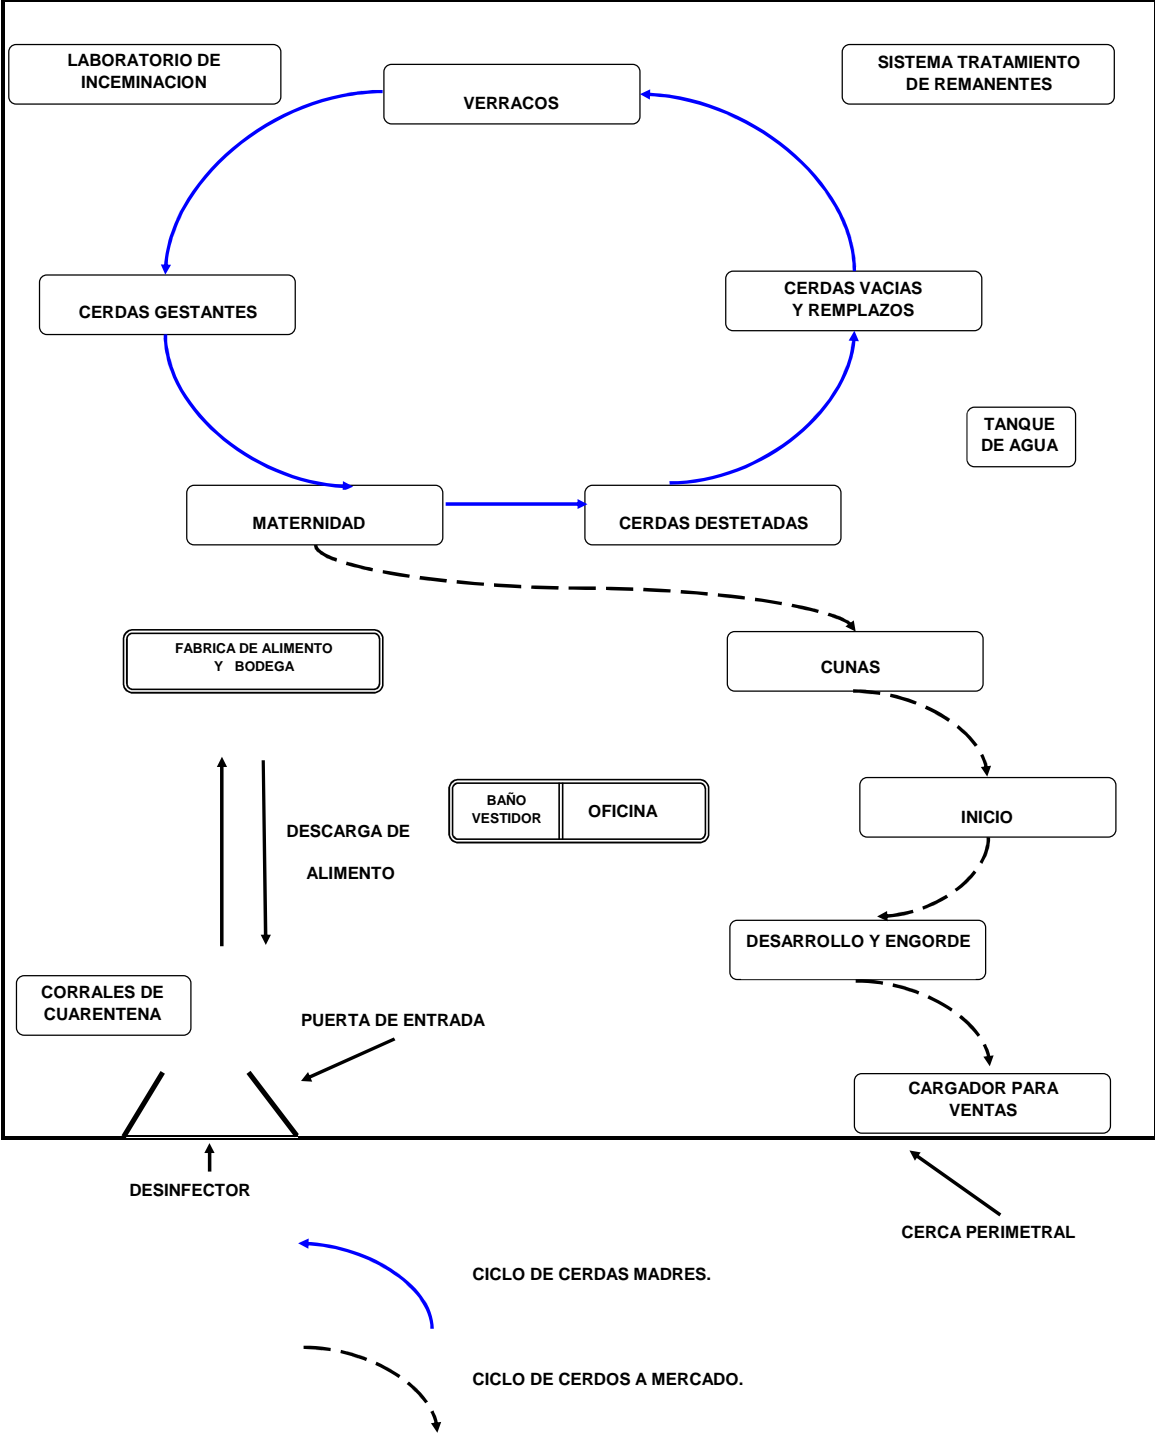 LABORATORIO DE
INCEMINACION
VERRACOS
SISTEMA TRATAMIENTO
DE REMANENTES
CERDAS GESTANTES
CERDAS VACIAS
Y REMPLAZOS
TANQUE
DE AGUA
MATERNIDAD
CERDAS DESTETADAS
FABRICA DE ALIMENTO
Y BODEGA
CUNAS
BAÑO
VESTIDOR
OFICINA
INICIO
DESCARGA DE
ALIMENTO
DESARROLLO Y ENGORDE
CORRALES DE
CUARENTENA
PUERTA DE ENTRADA
CARGADOR PARA
VENTAS
DESINFECTOR
CERCA PERIMETRAL
CICLO DE CERDAS MADRES.
CICLO DE CERDOS A MERCADO.